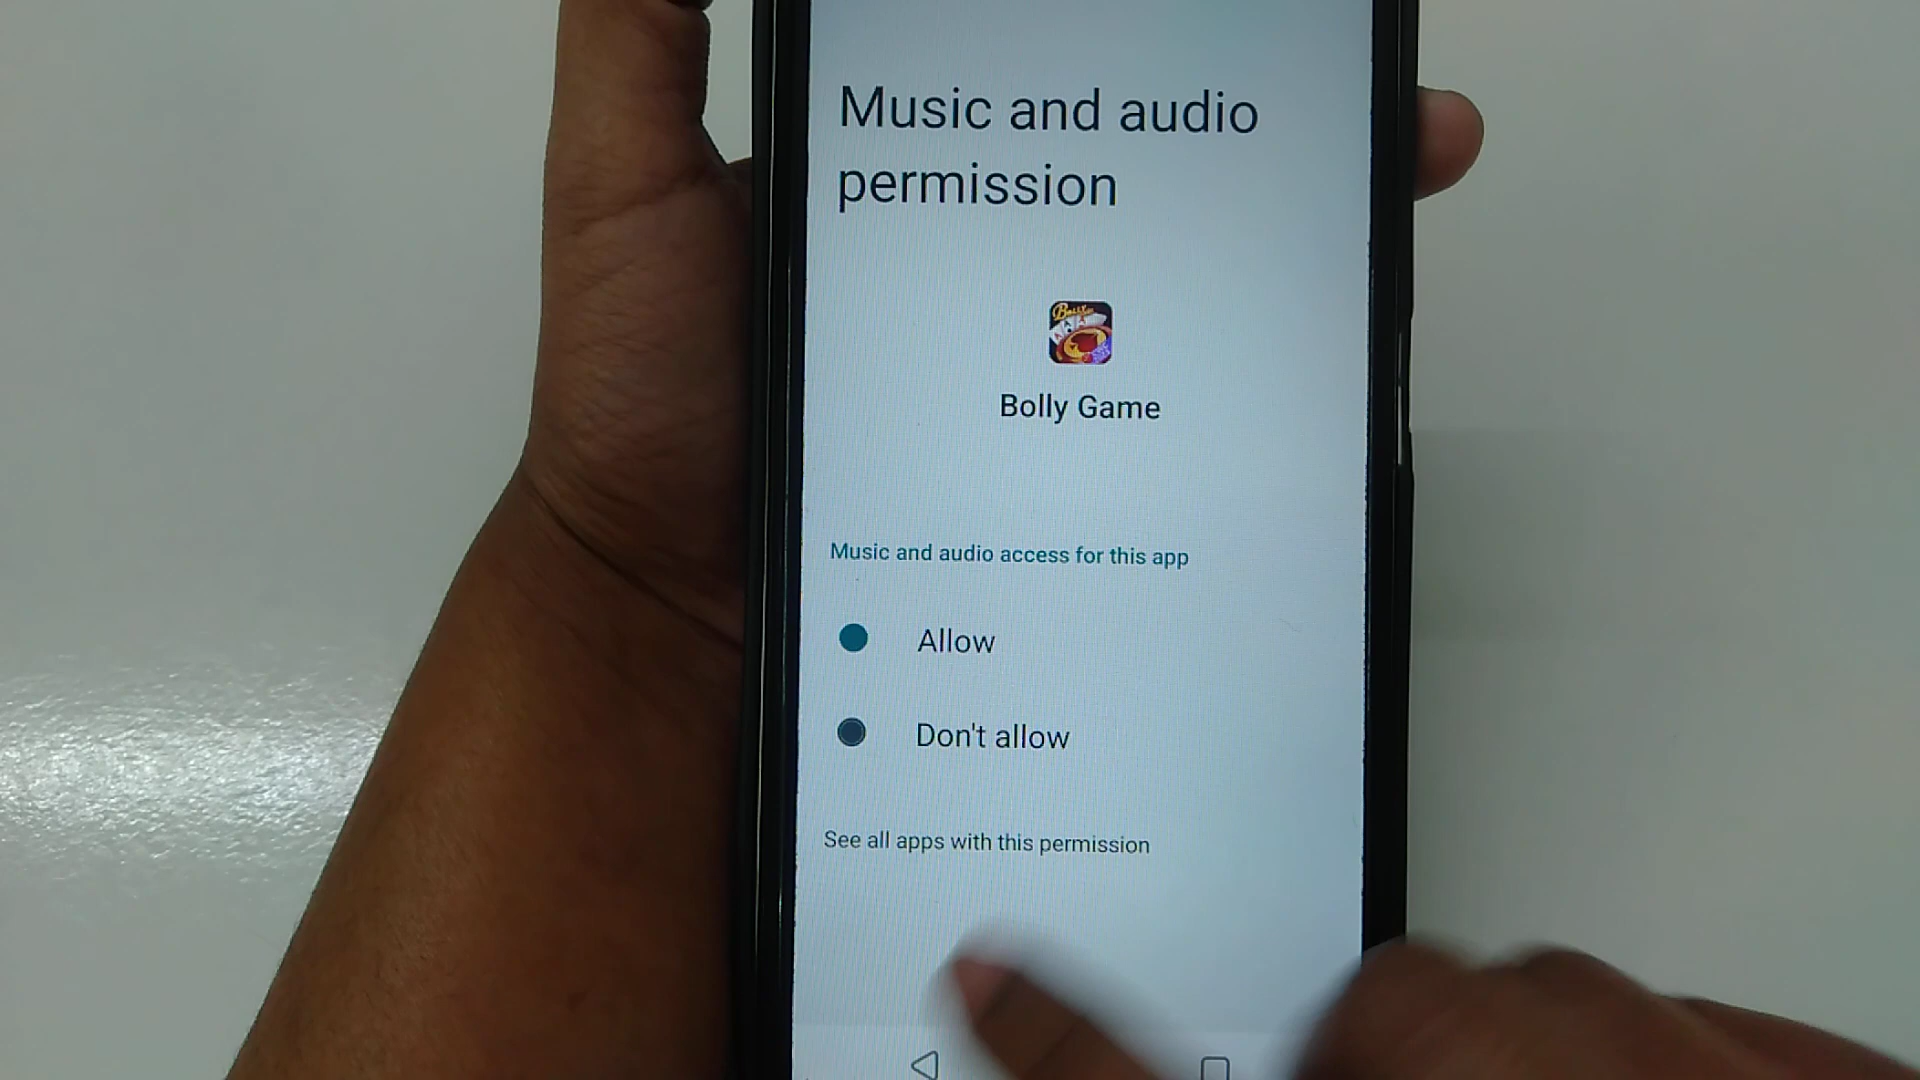 Music and audio
permission
Bolly
Bolly Game
Music and audio access for this app
Allow
Don't allow
See all apps with this permission